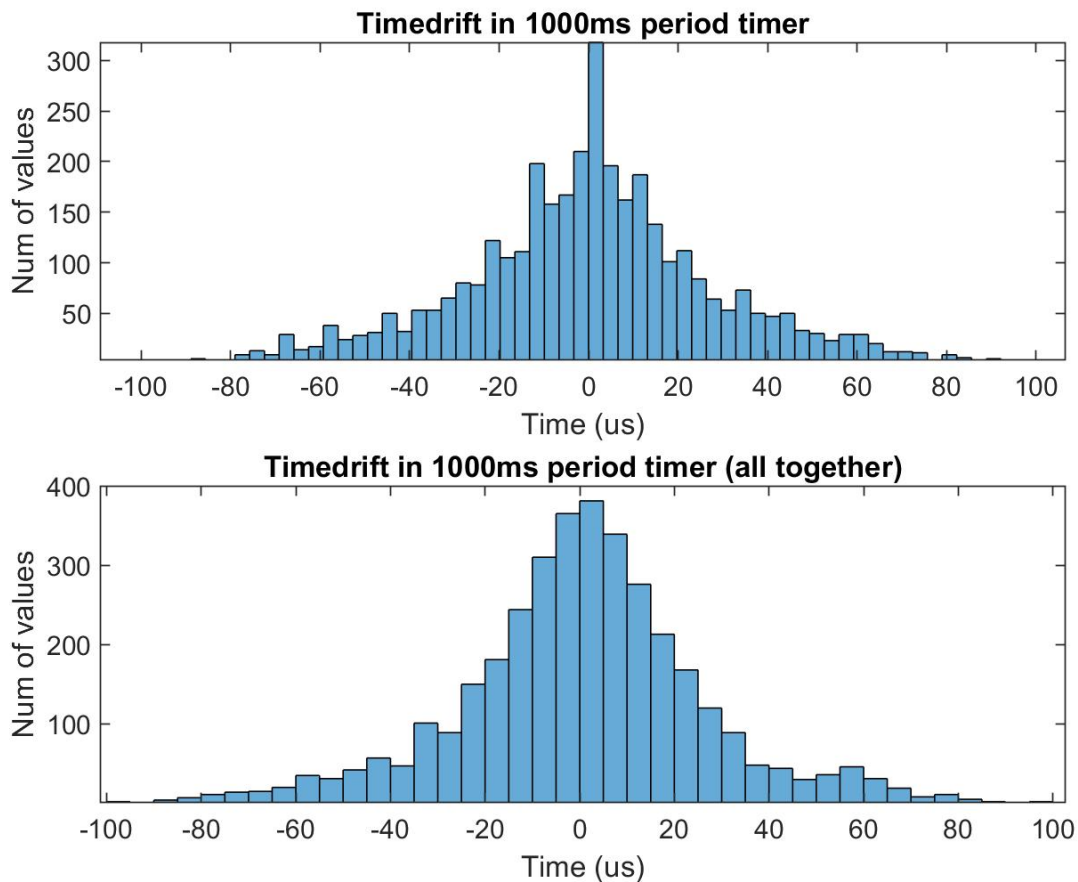 Timedrift in 1000ms period timer
300
250
200
150
100
50
Num of values
-100 -80 -60 -40 -20 0 20 40 60 80 100
Time (us)
Timedrift in 1000ms period timer (all together)
400
300
200
100
Num of values
-100 -80 -60 -40 -20 0 20 40 60 80 100
Time (us)